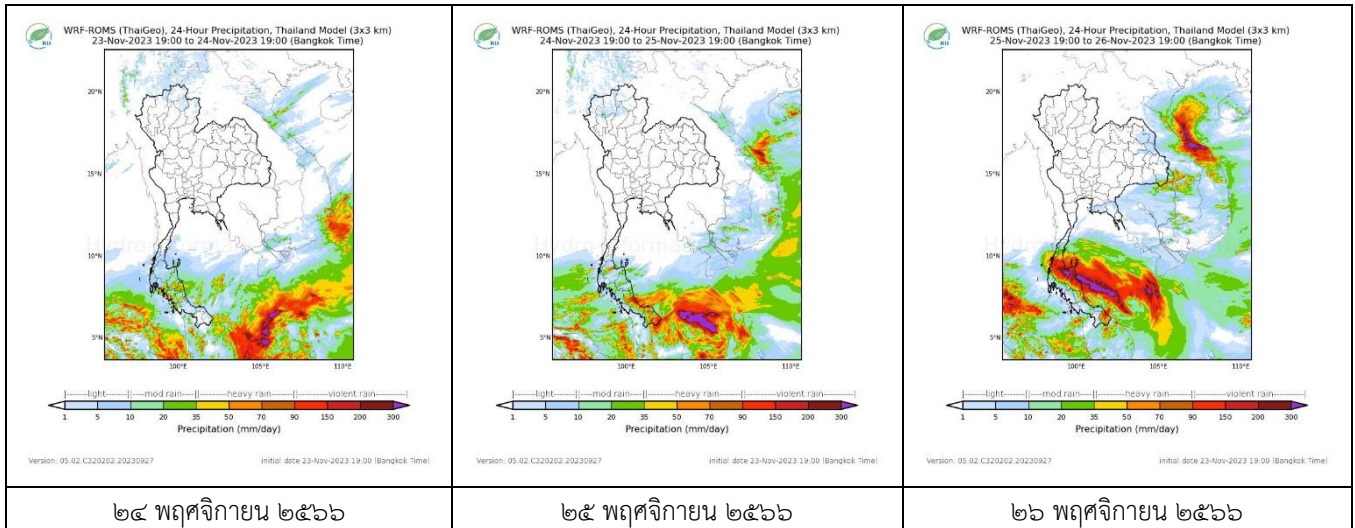 WRF-ROMS (ThaiGeo), 24-Hour Precipitation, Thailand Model (3x3 km)
23-Nov-2023 19:00 to 24-Nov-2023 19:00 (Bangkok Time)
20°N
15°N
10°N
5°N
100°E 105°E 110°E
|-----light-----||--mod.rain--||-----heavy rain-----||-----violet rain-----|
1 5 10 20 35 50 70 90 150 200 300
Precipitation (mm/day)
Version: 05.02.C320202.20230927 initial date 23-Nov-2023 19:00 (Bangkok Time)
๒๔ พฤศจิกายน ๒๕๖๖
WRF-ROMS (ThaiGeo), 24-Hour Precipitation, Thailand Model (3x3 km)
24-Nov-2023 19:00 to 25-Nov-2023 19:00 (Bangkok Time)
20°N
15°N
10°N
5°N
100°E 105°E 110°E
|-----light-----||--mod.rain--||-----heavy rain-----||-----violent rain-----|
1 5 10 20 35 50 70 90 150 200 300
Precipitation (mm/day)
Version: 05.02.C320202.20230927 initial date 23-Nov-2023 19:00 (Bangkok Time)
๒๕ พฤศจิกายน ๒๕๖๖
WRF-ROMS (ThaiGeo), 24-Hour Precipitation, Thailand Model (3x3 km)
25-Nov-2023 19:00 to 26-Nov-2023 19:00 (Bangkok Time)
20°N
15°N
10°N
5°N
100°E 105°E 110°E
|-----light-----||--mod.rain--||-----heavy rain-----||-----violent rain-----|
1 5 10 20 35 50 70 90 150 200 300
Precipitation (mm/day)
Version: 05.02.C320202.20230927 initial date 23-Nov-2023 19:00 (Bangkok Time)
๒๖ พฤศจิกายน ๒๕๖๖